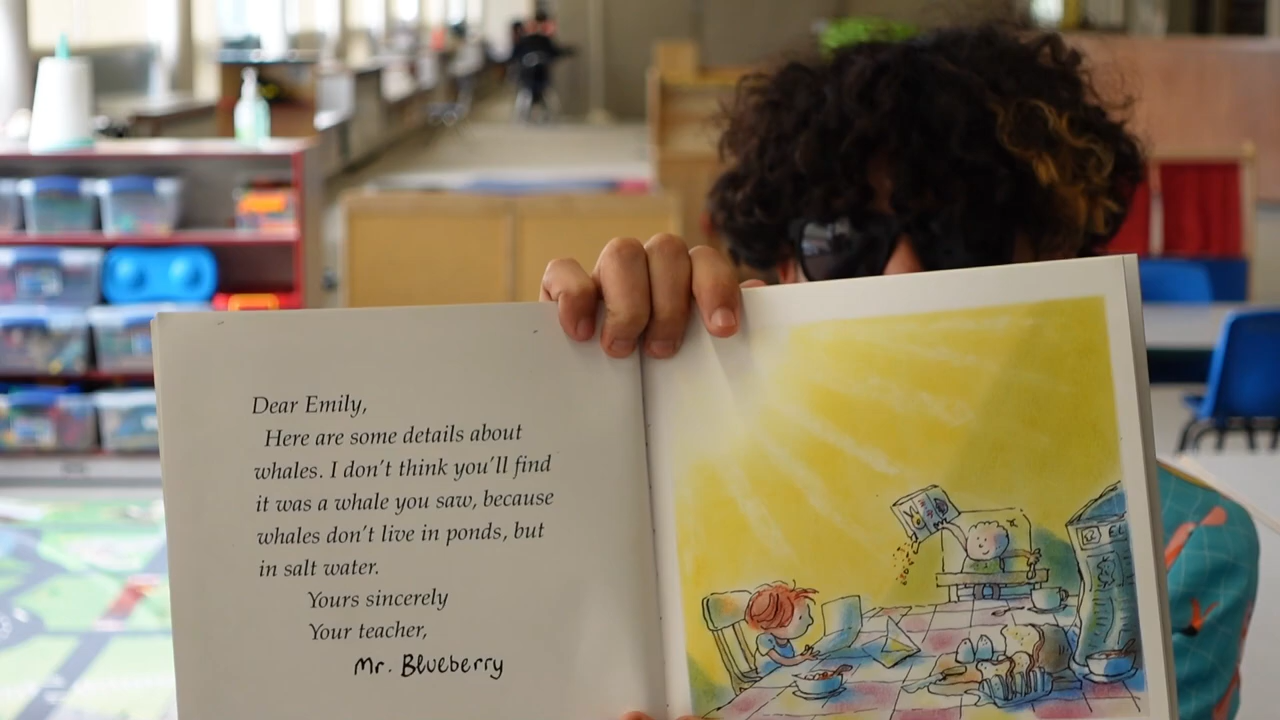 Dear Emily,
Here are some details about
whales. I don't think you'll find
it was a whale you saw, because
whales don't live in ponds, but
in salt water.
Yours sincerely
Your teacher,
Mr. Blueberry